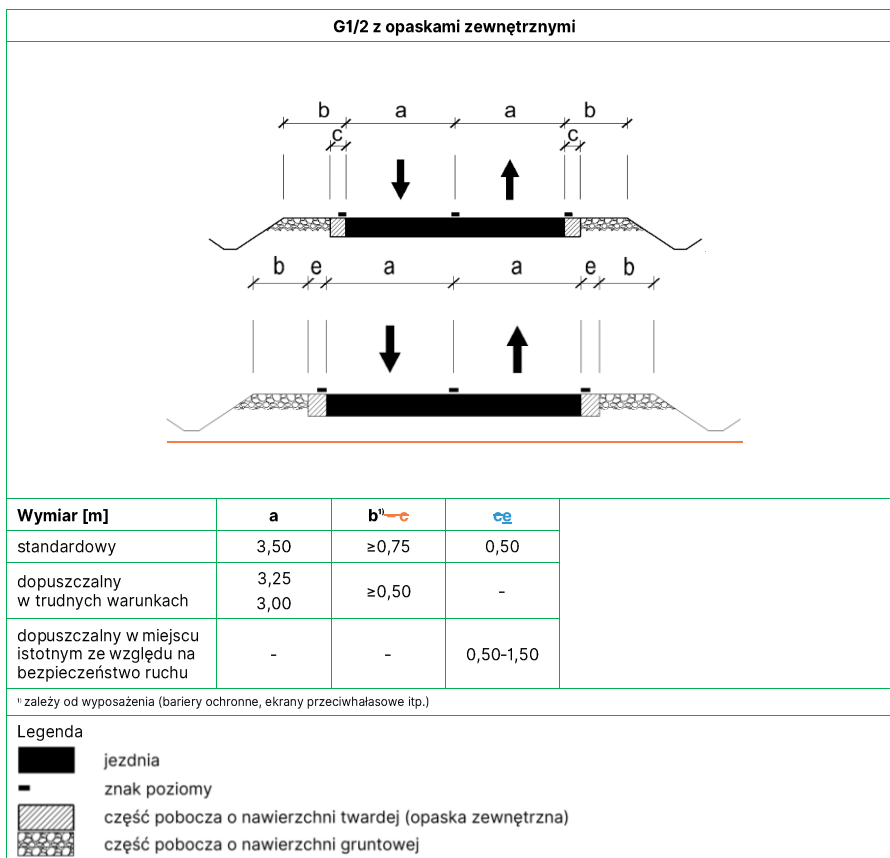 G1/2 z opaskami zewnętrznymi
b a a b
c c
b e a a e b
Wymiar [m] a b¹⁾ – c ce
standardowy 3,50 ≥0,75 0,50
dopuszczalny
w trudnych warunkach
3,25
3,00
≥0,50 -
dopuszczalny w miejscu
istotnym ze względu na
bezpieczeństwo ruchu
- - 0,50-1,50
¹⁾ zależy od wyposażenia (bariery ochronne, ekrany przeciwhałasowe itp.)
Legenda
jezdnia
znak poziomy
część pobocza o nawierzchni twardej (opaska zewnętrzna)
część pobocza o nawierzchni gruntowej